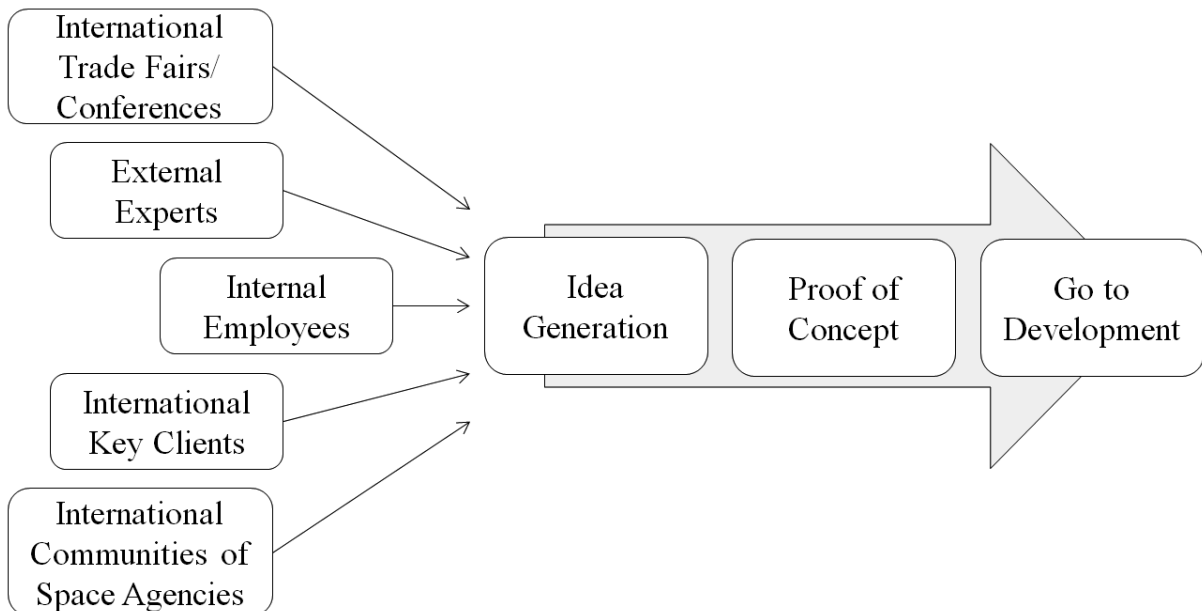 International
Trade Fairs/
Conferences
External
Experts
Internal
Employees
International
Key Clients
International
Communities of
Space Agencies
Idea
Generation
Proof of
Concept
Go to
Development